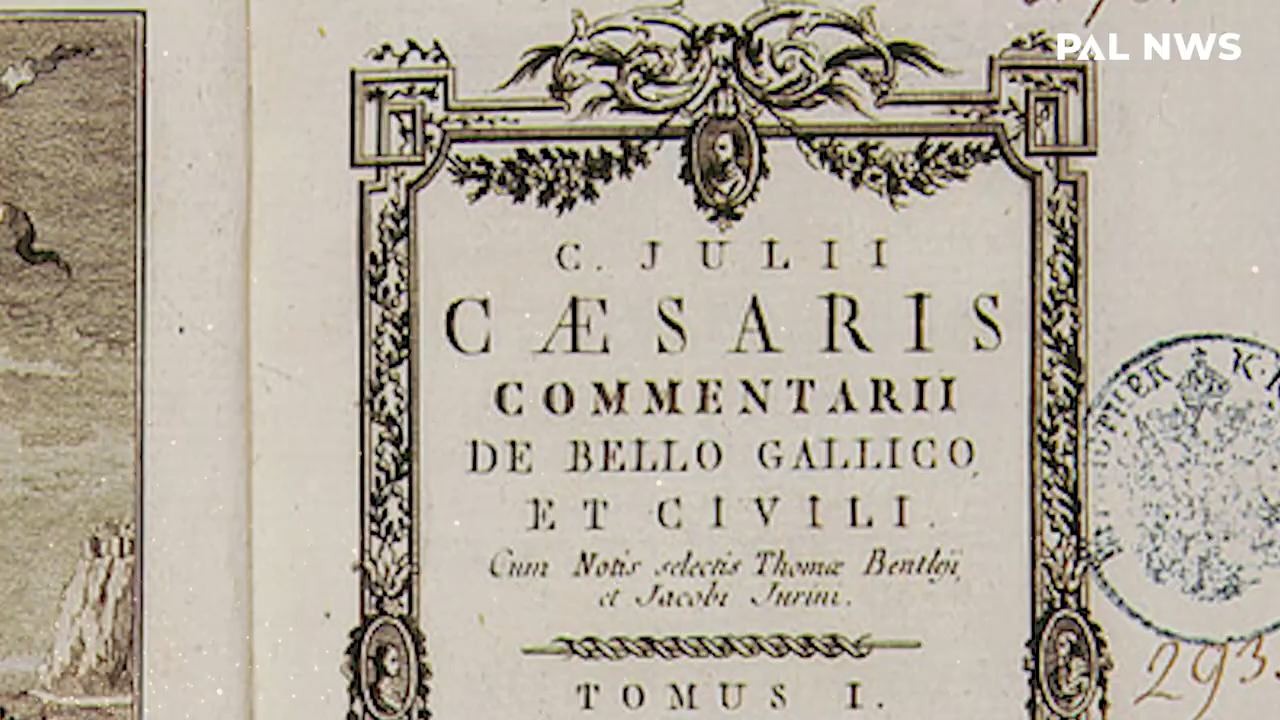 PAL NWS
C. JULII
CÆSARIS
COMMENTARII
DE BELLO GALLICO,
ET CIVILI.
Cum Notis selectis Thomæ Bentleji,
et Jacobi Jurini.
TOMUS I.
K.
293